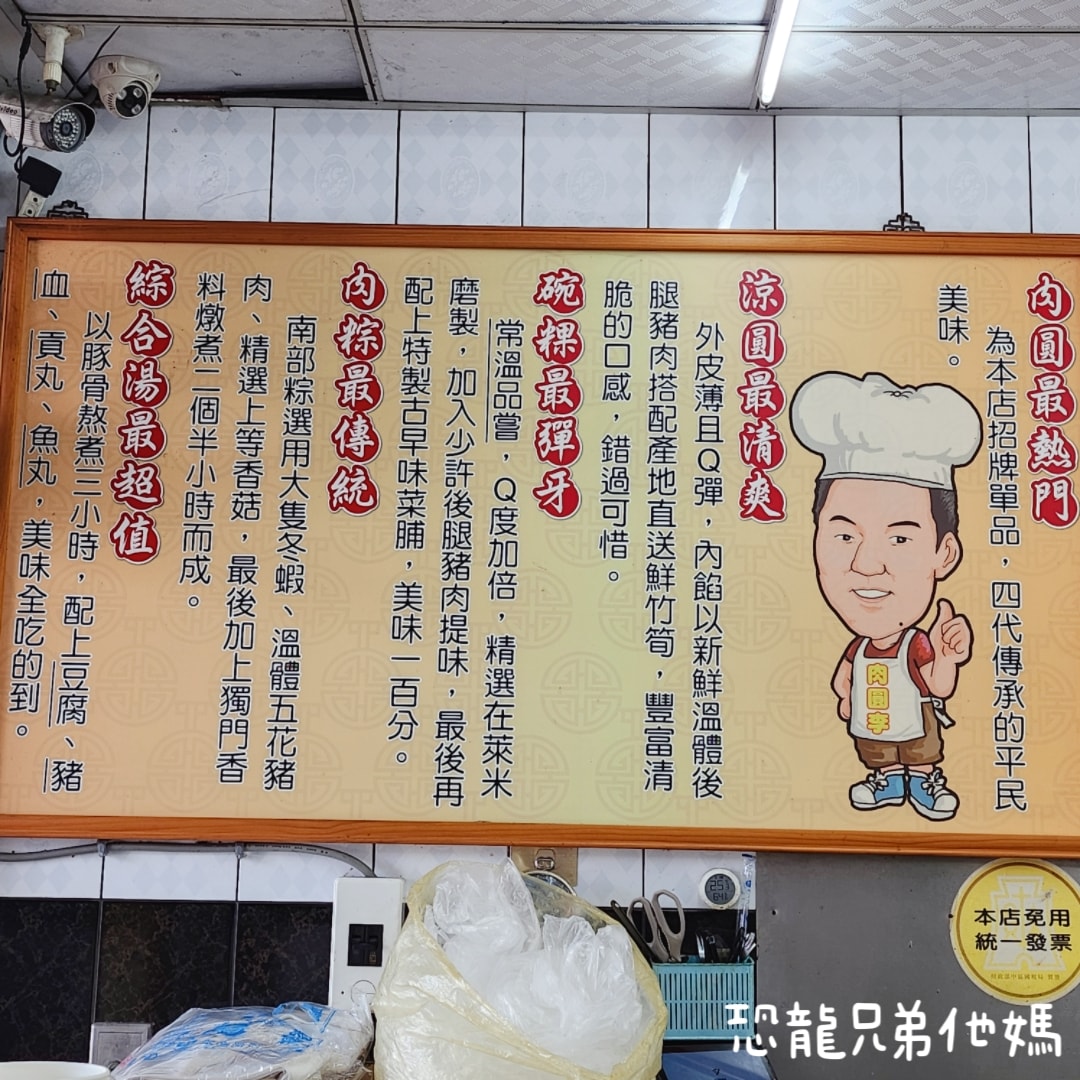 肉圓最熱門
為本店招牌單品，四代傳承的平民
美味。
涼圓最清爽
外皮薄且Q彈，內餡以新鮮溫體後
腿豬肉搭配產地直送鮮竹筍，豐富清
脆的口感，錯過可惜。
碗粿最彈牙
常溫品嘗，Q度加倍，精選在萊米
磨製，加入少許後腿豬肉提味，最後再
配上特製古早味菜脯，美味一百分。
肉粽最傳統
南部粽選用大隻冬蝦、溫體五花豬
肉、精選上等香菇，最後加上獨門香
料燉煮二個半小時而成。
綜合湯最超值
以豚骨熬煮三小時，配上豆腐、豬
血、貢丸、魚丸，美味全吃的到。
肉圓李
本店免用
統一發票
恐龍兄弟他媽